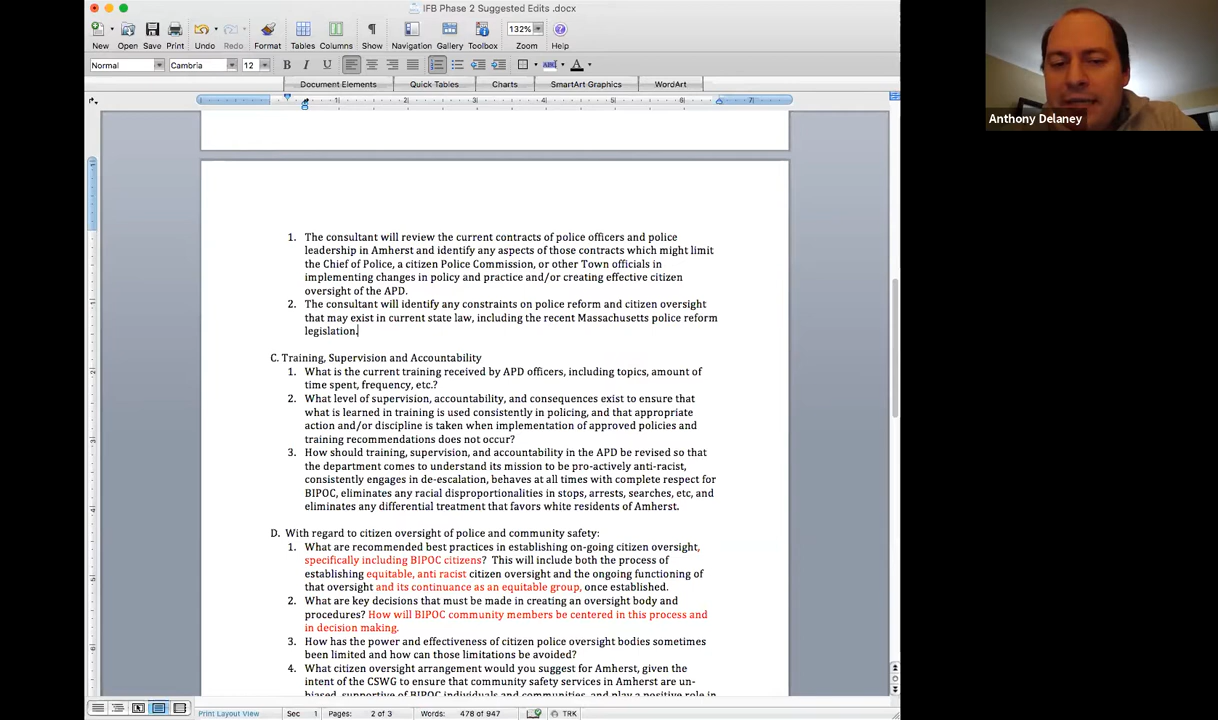 IFB Phase 2 Suggested Edits .docx
New Open Save Print Undo Redo Format Tables Columns Show Navigation Gallery Toolbox Zoom Help
132%
Normal Cambria 12 B I U A
Document Elements Quick Tables Charts SmartArt Graphics WordArt
1 2 3 4 5 6 7
Anthony Delaney
1. The consultant will review the current contracts of police officers and police
leadership in Amherst and identify any aspects of those contracts which might limit
the Chief of Police, a citizen Police Commission, or other Town officials in
implementing changes in policy and practice and/or creating effective citizen
oversight of the APD.
2. The consultant will identify any constraints on police reform and citizen oversight
that may exist in current state law, including the recent Massachusetts police reform
legislation.
C. Training, Supervision and Accountability
1. What is the current training received by APD officers, including topics, amount of
time spent, frequency, etc.?
2. What level of supervision, accountability, and consequences exist to ensure that
what is learned in training is used consistently in policing, and that appropriate
action and/or discipline is taken when implementation of approved policies and
training recommendations does not occur?
3. How should training, supervision, and accountability in the APD be revised so that
the department comes to understand its mission to be pro-actively anti-racist,
consistently engages in de-escalation, behaves at all times with complete respect for
BIPOC, eliminates any racial disproportionalities in stops, arrests, searches, etc, and
eliminates any differential treatment that favors white residents of Amherst.
D. With regard to citizen oversight of police and community safety:
1. What are recommended best practices in establishing on-going citizen oversight,
specifically including BIPOC citizens? This will include both the process of
establishing equitable, anti racist citizen oversight and the ongoing functioning of
that oversight and its continuance as an equitable group, once established.
2. What are key decisions that must be made in creating an oversight body and
procedures? How will BIPOC community members be centered in this process and
in decision making.
3. How has the power and effectiveness of citizen police oversight bodies sometimes
been limited and how can those limitations be avoided?
4. What citizen oversight arrangement would you suggest for Amherst, given the
intent of the CSWG to ensure that community safety services in Amherst are un-
biased, supportive of BIPOC individuals and communities, and play a positive role in
Print Layout View Sec 1 Pages: 2 of 3 Words: 478 of 947 TRK